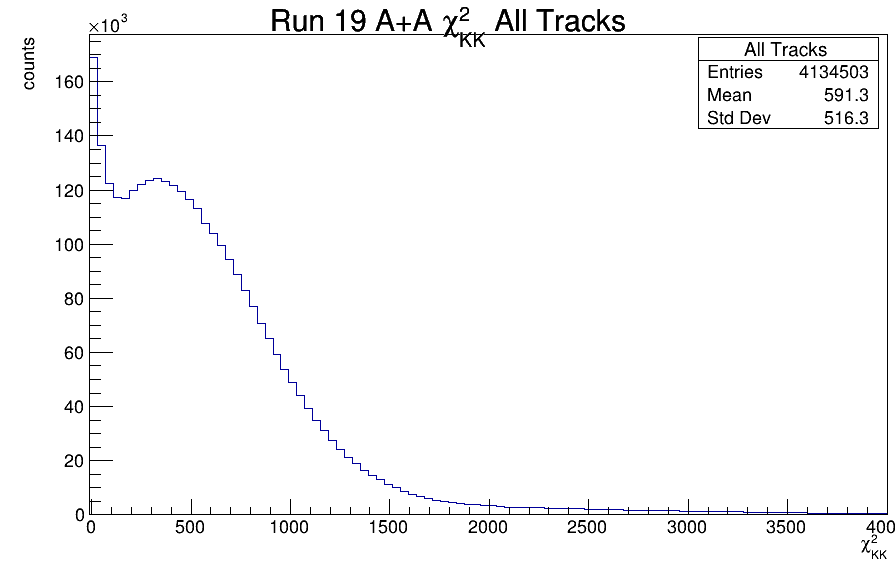 Run 19 A+A χ²KK All Tracks
×10³
counts
All Tracks
Entries 4134503
Mean 591.3
Std Dev 516.3
160
140
120
100
80
60
40
20
0
0 500 1000 1500 2000 2500 3000 3500 400
χ²KK